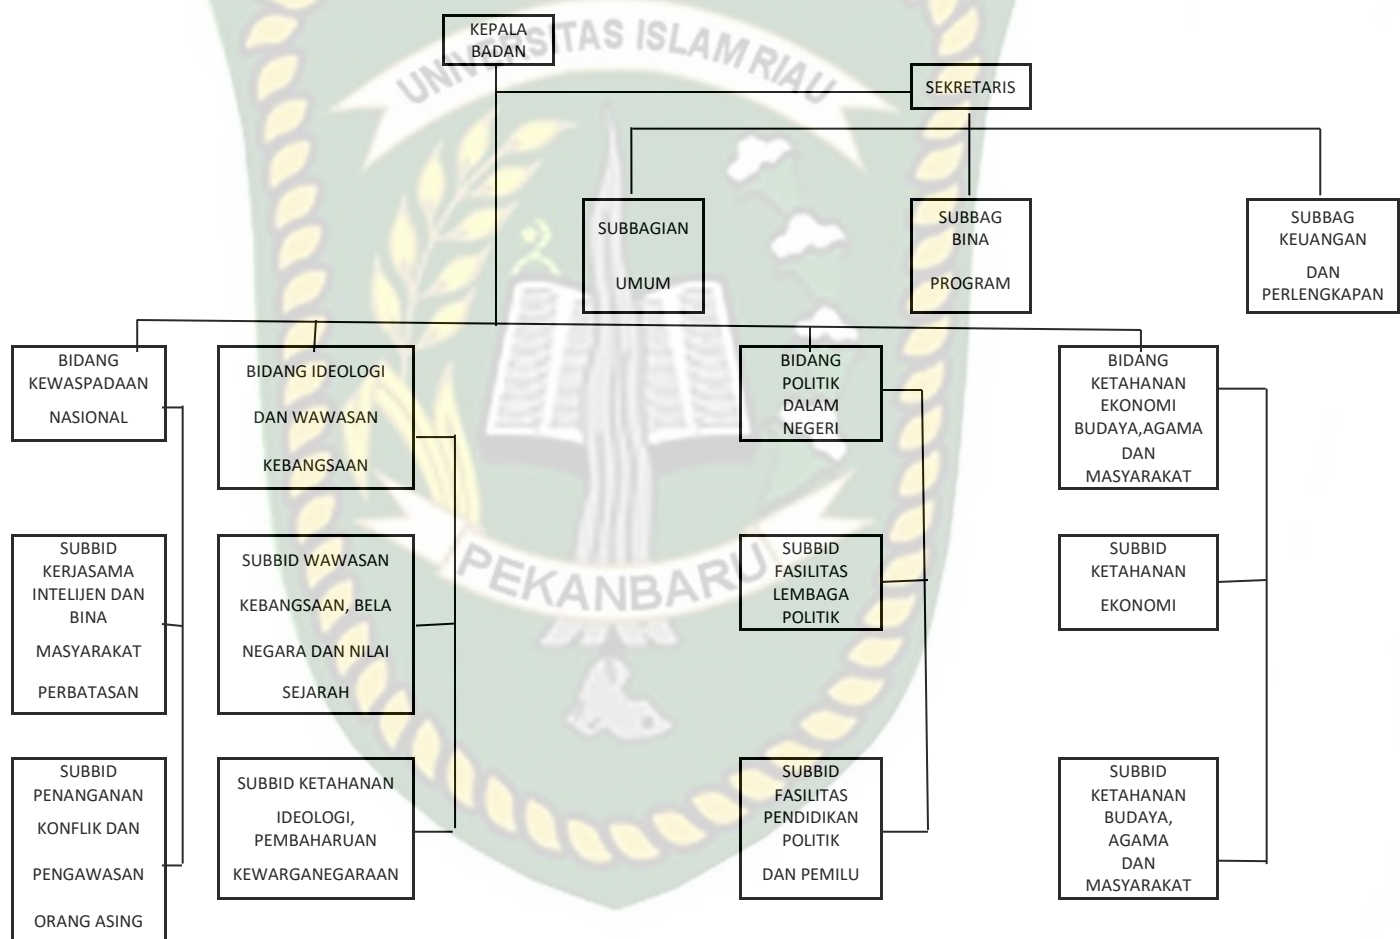 KEPALA
BADAN
UNIVERSITAS ISLAM RIAU
SEKRETARIS
SUBBAGIAN
UMUM
SUBBAG
BINA
PROGRAM
SUBBAG
KEUANGAN
DAN
PERLENGKAPAN
BIDANG
KEWASPADAAN
NASIONAL
BIDANG IDEOLOGI
DAN WAWASAN
KEBANGSAAN
BIDANG
POLITIK
DALAM
NEGERI
BIDANG
KETAHANAN
EKONOMI
BUDAYA,AGAMA
DAN
MASYARAKAT
SUBBID
KERJASAMA
INTELIJEN DAN
BINA
MASYARAKAT
PERBATASAN
SUBBID WAWASAN
KEBANGSAAN, BELA
NEGARA DAN NILAI
SEJARAH
PEKANBARU
SUBBID
FASILITAS
LEMBAGA
POLITIK
SUBBID
KETAHANAN
EKONOMI
SUBBID
PENANGANAN
KONFLIK DAN
PENGAWASAN
ORANG ASING
SUBBID KETAHANAN
IDEOLOGI,
PEMBAHARUAN
KEWARGANEGARAAN
SUBBID
FASILITAS
PENDIDIKAN
POLITIK
DAN PEMILU
SUBBID
KETAHANAN
BUDAYA,
AGAMA
DAN
MASYARAKAT